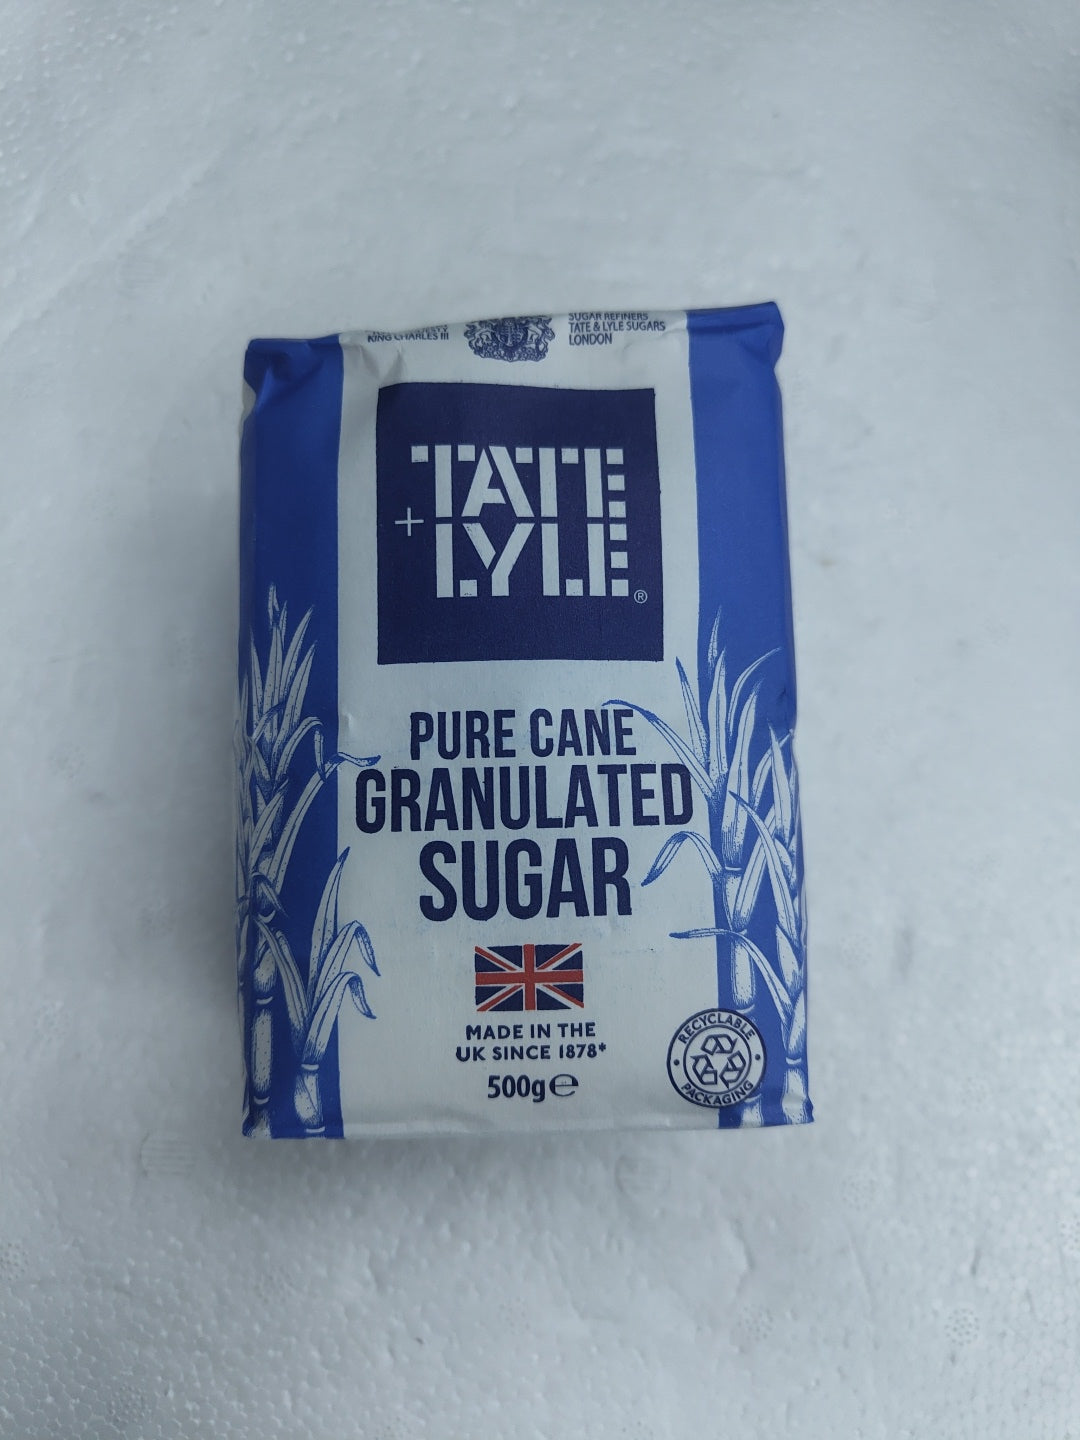 KING CHARLES III
SUGAR REFINERS
TATE & LYLE SUGARS
LONDON
TATE
+LYLE®
PURE CANE
GRANULATED
SUGAR
MADE IN THE
UK SINCE 1878*
500g℮
RECYCLABLE
PACKAGING